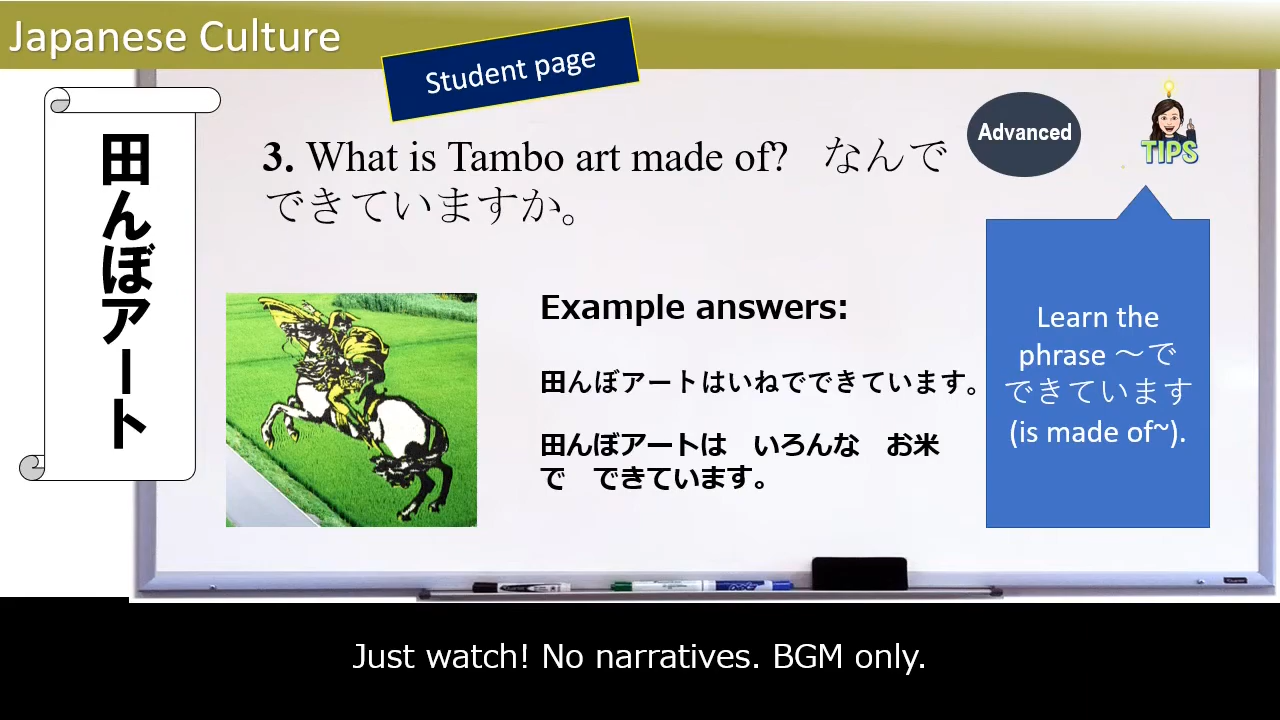 Japanese Culture
Student page
田んぼアート
3. What is Tambo art made of? なんで
できていますか。
Advanced
TIPS
Example answers:
田んぼアートはいねでできています。
田んぼアートは　いろんな　お米
で　できています。
Learn the
phrase ～で
できています
(is made of~).
Just watch! No narratives. BGM only.